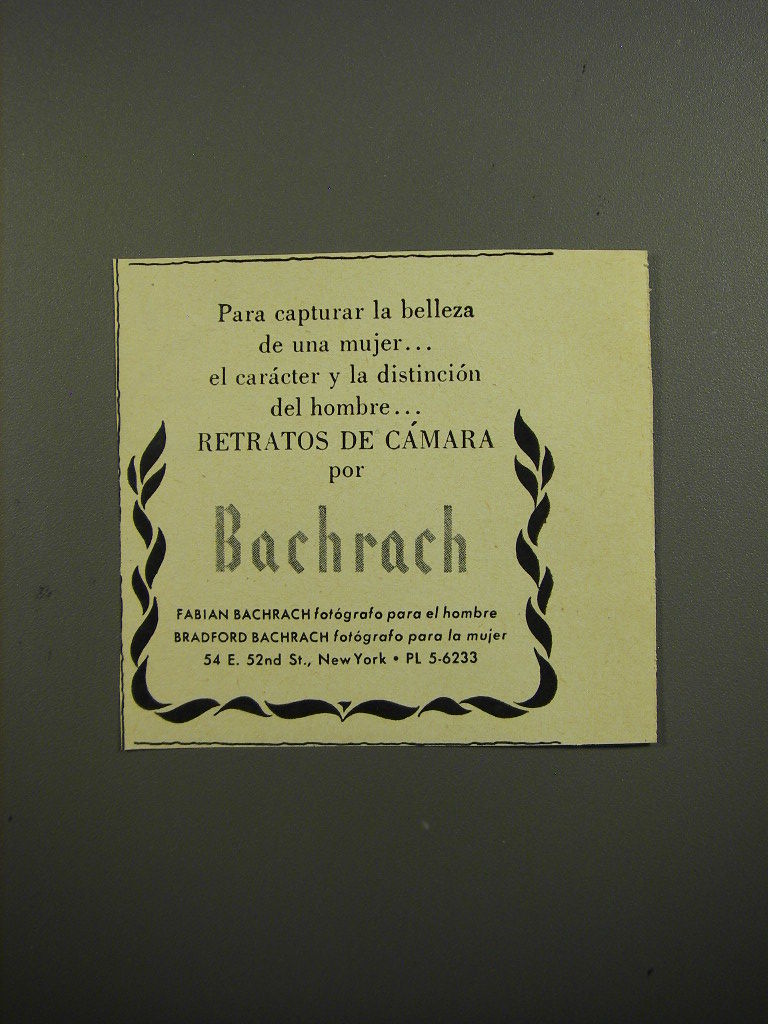 Para capturar la belleza
de una mujer...
el carácter y la distinción
del hombre...
RETRATOS DE CÁMARA
por
Bachrach
FABIAN BACHRACH fotógrafo para el hombre
BRADFORD BACHRACH fotógrafo para la mujer
54 E. 52nd St., New York • PL 5-6233